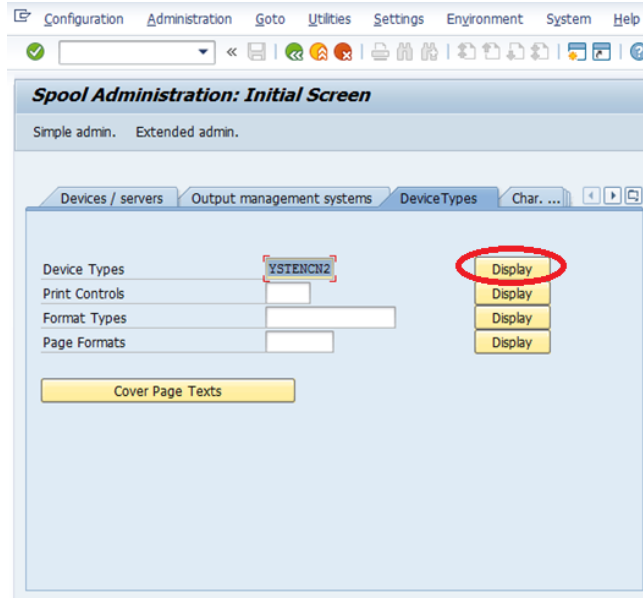 Configuration Administration Goto Utilities Settings Environment System Help
Spool Administration: Initial Screen
Simple admin. Extended admin.
Devices / servers Output management systems DeviceTypes Char. ...
Device Types YSTENCN2 Display
Print Controls Display
Format Types Display
Page Formats Display
Cover Page Texts